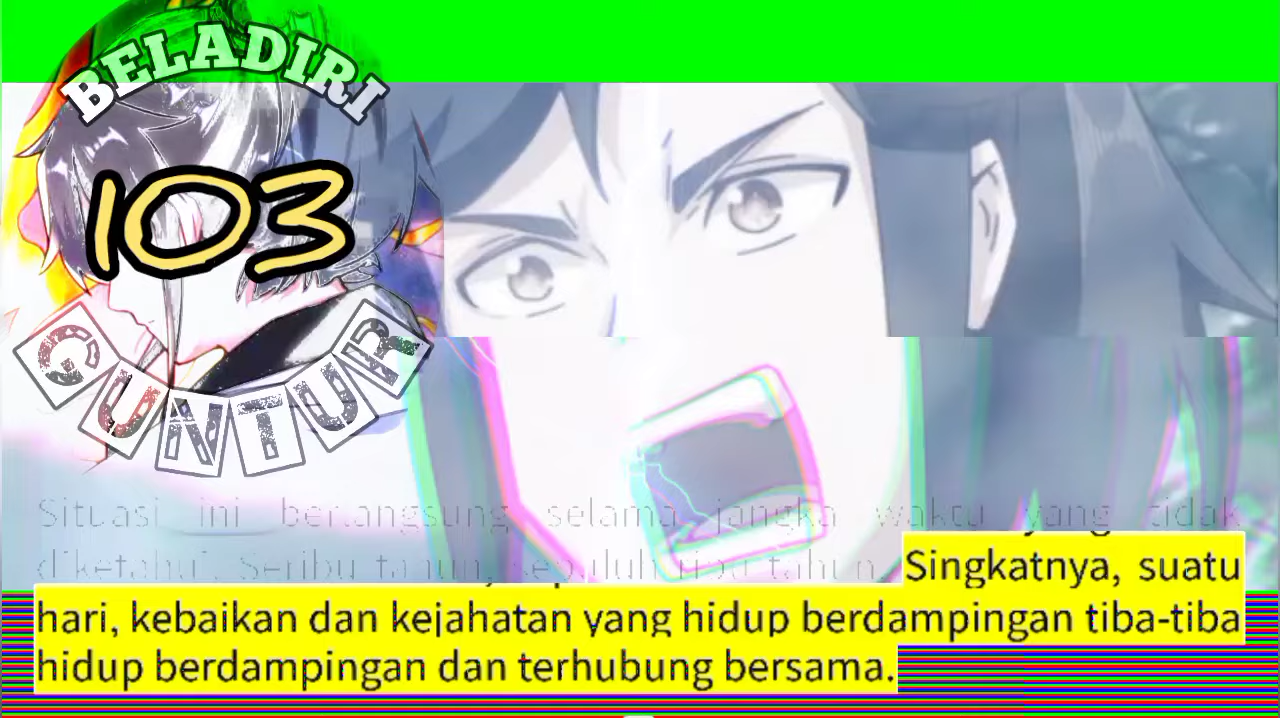 BELADIRI
103
GUNTUR
Situasi ini berlangsung selama jangka waktu yang tidak
diketahui. Seribu tahun, sepuluh ribu tahun. Singkatnya, suatu
hari, kebaikan dan kejahatan yang hidup berdampingan tiba-tiba
hidup berdampingan dan terhubung bersama.